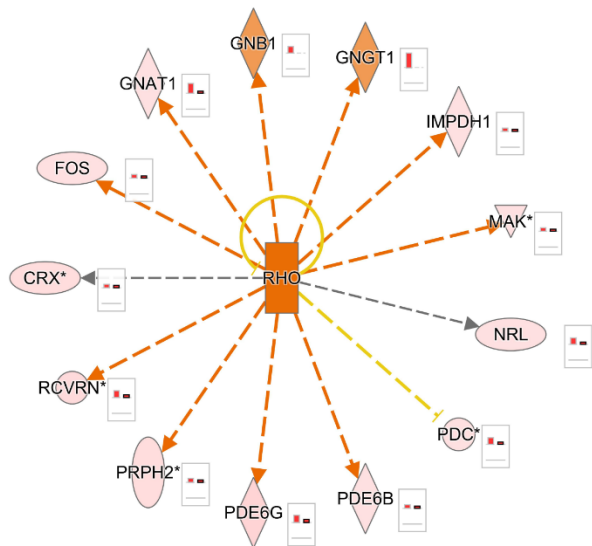 GNB1
GNGT1
GNAT1
IMPDH1
FOS
MAK*
RHO
CRX*
NRL
RCVRN*
PDC*
PRPH2*
PDE6G
PDE6B